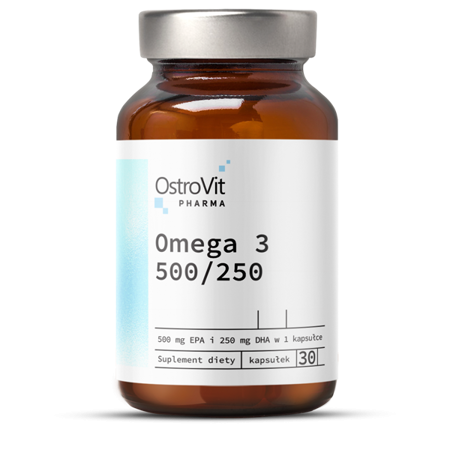 OstroVit
PHARMA
Omega 3
500/250
500 mg EPA i 250 mg DHA w 1 kapsułce
Suplement diety kapsułek 30